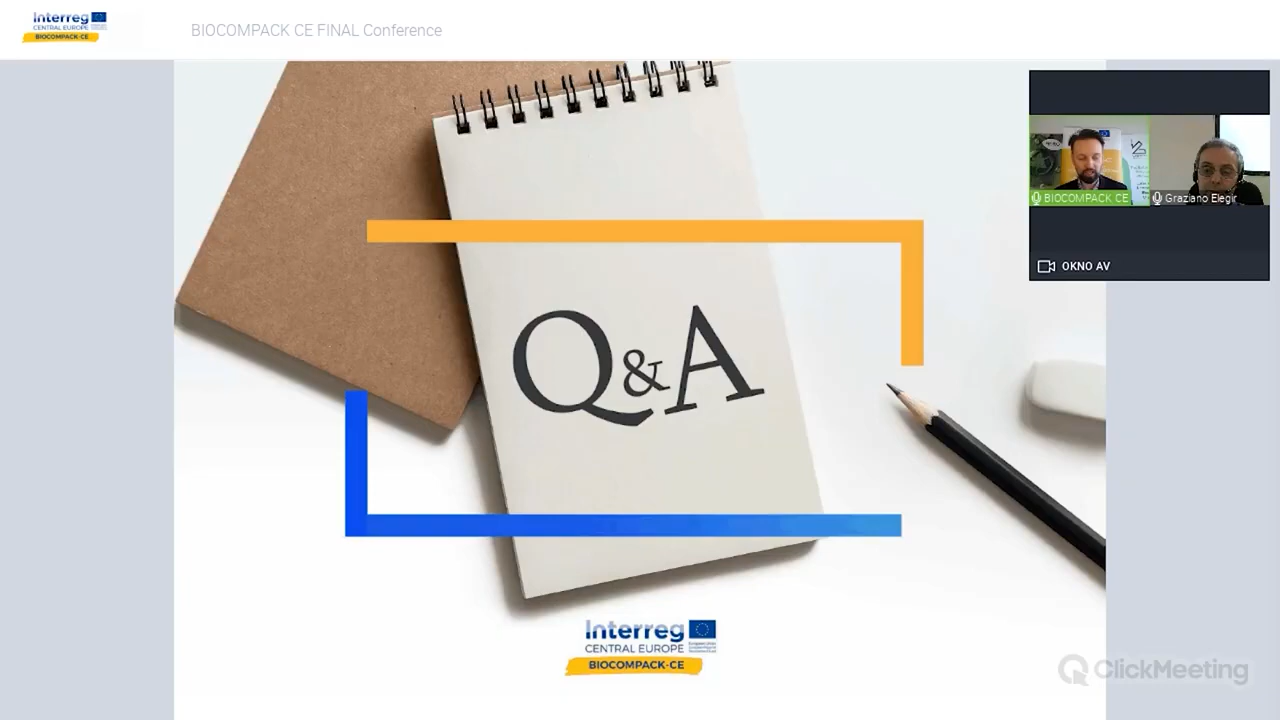 Interreg
CENTRAL EUROPE
BIOCOMPACK-CE
BIOCOMPACK CE FINAL Conference
BIOCOMPACK CE
Graziano Elegir
OKNO AV
Q&A
Interreg
CENTRAL EUROPE
BIOCOMPACK-CE
ClickMeeting